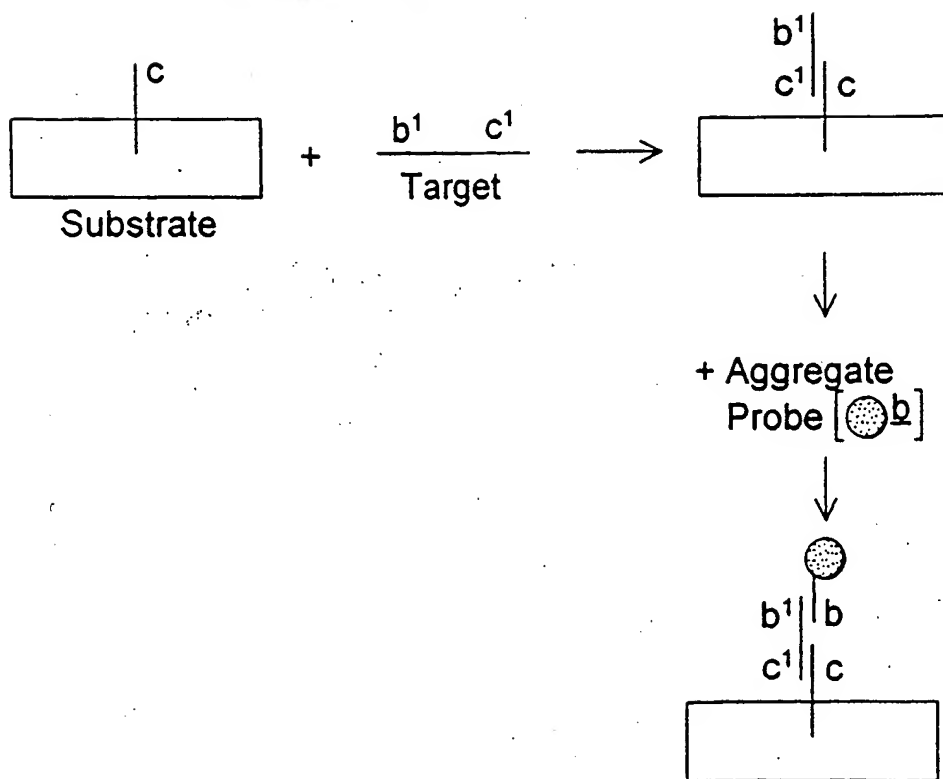 c
Substrate
+
b¹ c¹
Target
b¹
c¹ c
+ Aggregate
Probe [b]
b¹ b
c¹ c